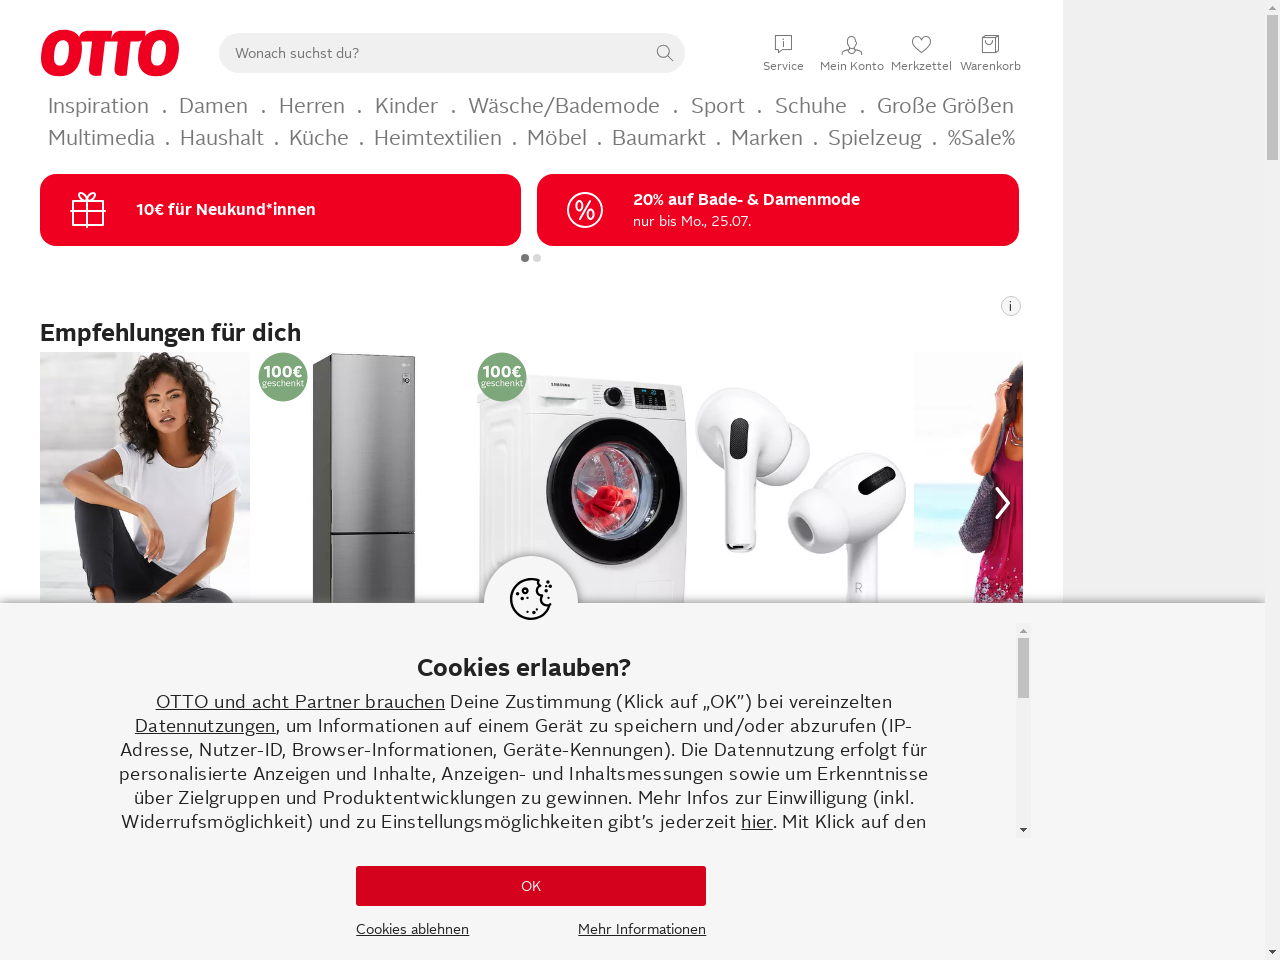 OTTO
Wonach suchst du?
Service
Mein Konto
Merkzettel
Warenkorb
Inspiration . Damen . Herren . Kinder . Wäsche/Bademode . Sport . Schuhe . Große Größen
Multimedia . Haushalt . Küche . Heimtextilien . Möbel . Baumarkt . Marken . Spielzeug . %Sale%
10€ für Neukund*innen
20% auf Bade- & Damenmode
nur bis Mo., 25.07.
i
Empfehlungen für dich
100€
geschenkt
LG
100€
geschenkt
SAMSUNG
R
Cookies erlauben?
OTTO und acht Partner brauchen Deine Zustimmung (Klick auf „OK”) bei vereinzelten
Datennutzungen, um Informationen auf einem Gerät zu speichern und/oder abzurufen (IP-
Adresse, Nutzer-ID, Browser-Informationen, Geräte-Kennungen). Die Datennutzung erfolgt für
personalisierte Anzeigen und Inhalte, Anzeigen- und Inhaltsmessungen sowie um Erkenntnisse
über Zielgruppen und Produktentwicklungen zu gewinnen. Mehr Infos zur Einwilligung (inkl.
Widerrufsmöglichkeit) und zu Einstellungsmöglichkeiten gibt’s jederzeit hier. Mit Klick auf den
OK
Cookies ablehnen
Mehr Informationen